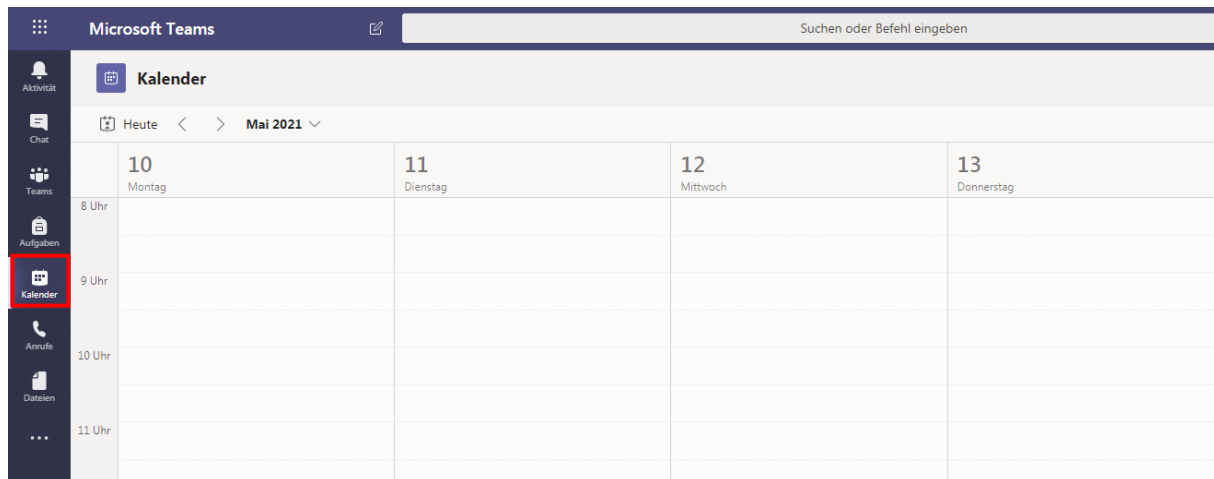 Microsoft Teams
Suchen oder Befehl eingeben
Aktivität
Chat
Teams
Aufgaben
Kalender
Anrufe
Dateien
Kalender
Heute
Mai 2021
10
Montag
11
Dienstag
12
Mittwoch
13
Donnerstag
8 Uhr
9 Uhr
10 Uhr
11 Uhr